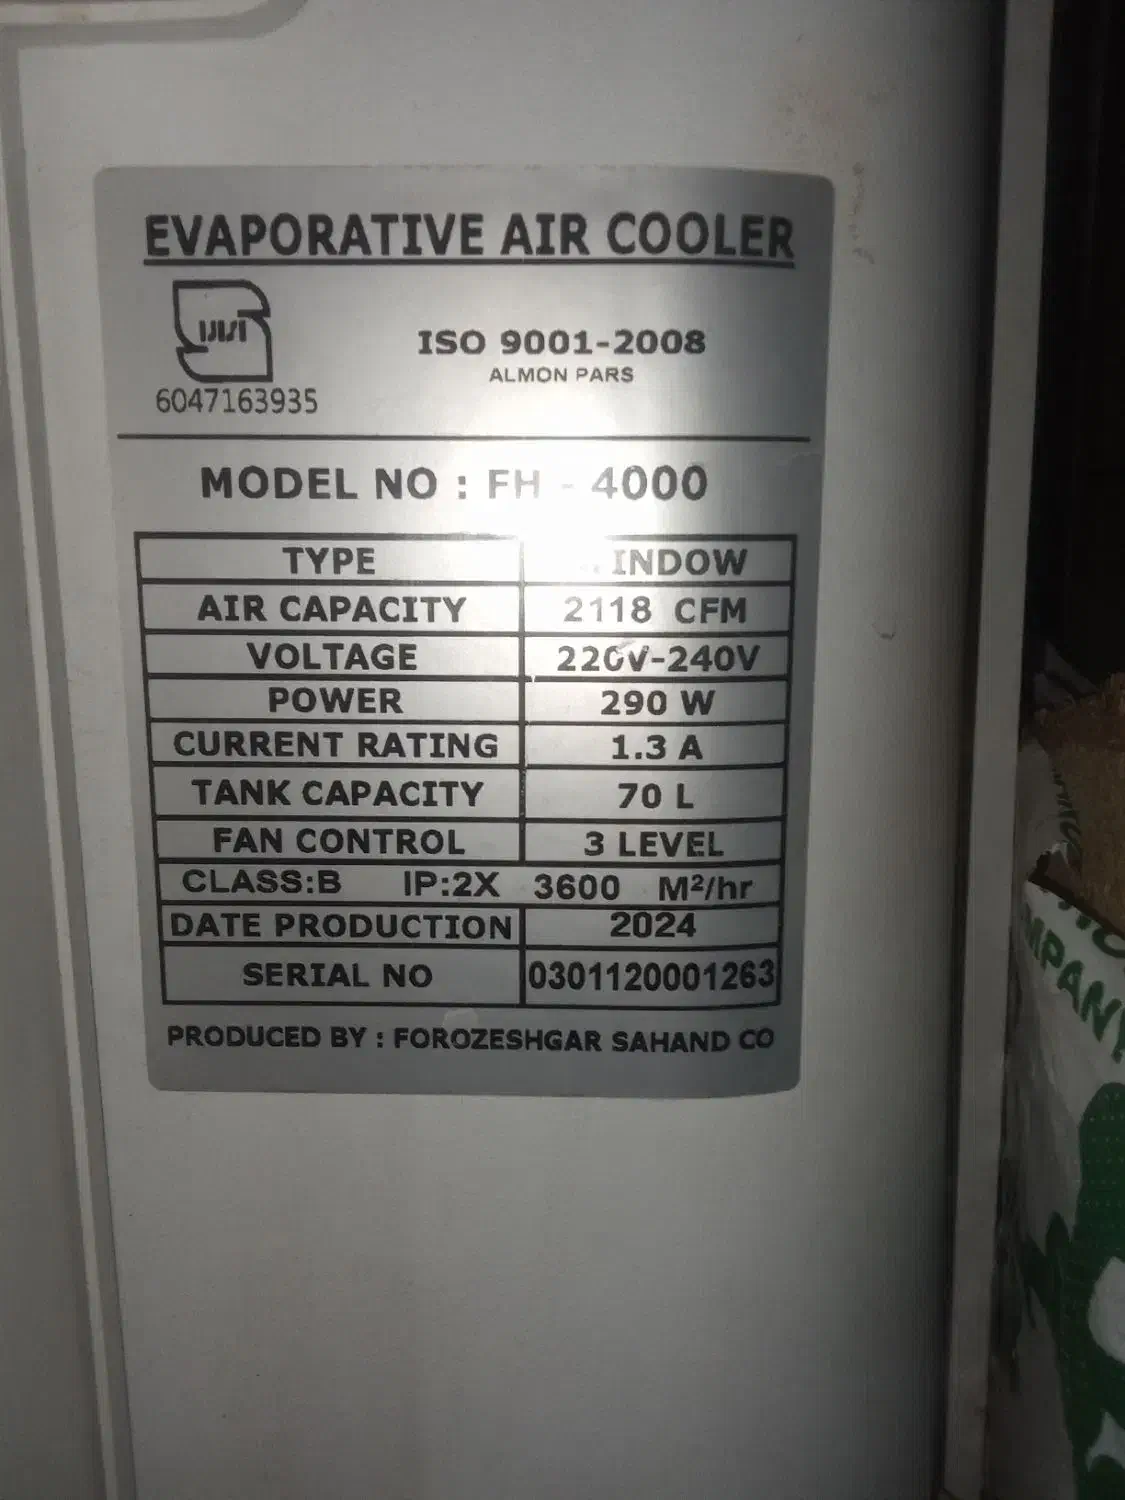 EVAPORATIVE AIR COOLER
ISO 9001-2008
ALMON PARS
6047163935
MODEL NO : FH - 4000
TYPE INDOW
AIR CAPACITY 2118 CFM
VOLTAGE 220V-240V
POWER 290 W
CURRENT RATING 1.3 A
TANK CAPACITY 70 L
FAN CONTROL 3 LEVEL
CLASS:B IP:2X 3600 M²/hr
DATE PRODUCTION 2024
SERIAL NO 0301120001263
PRODUCED BY : FOROZESHGAR SAHAND CO